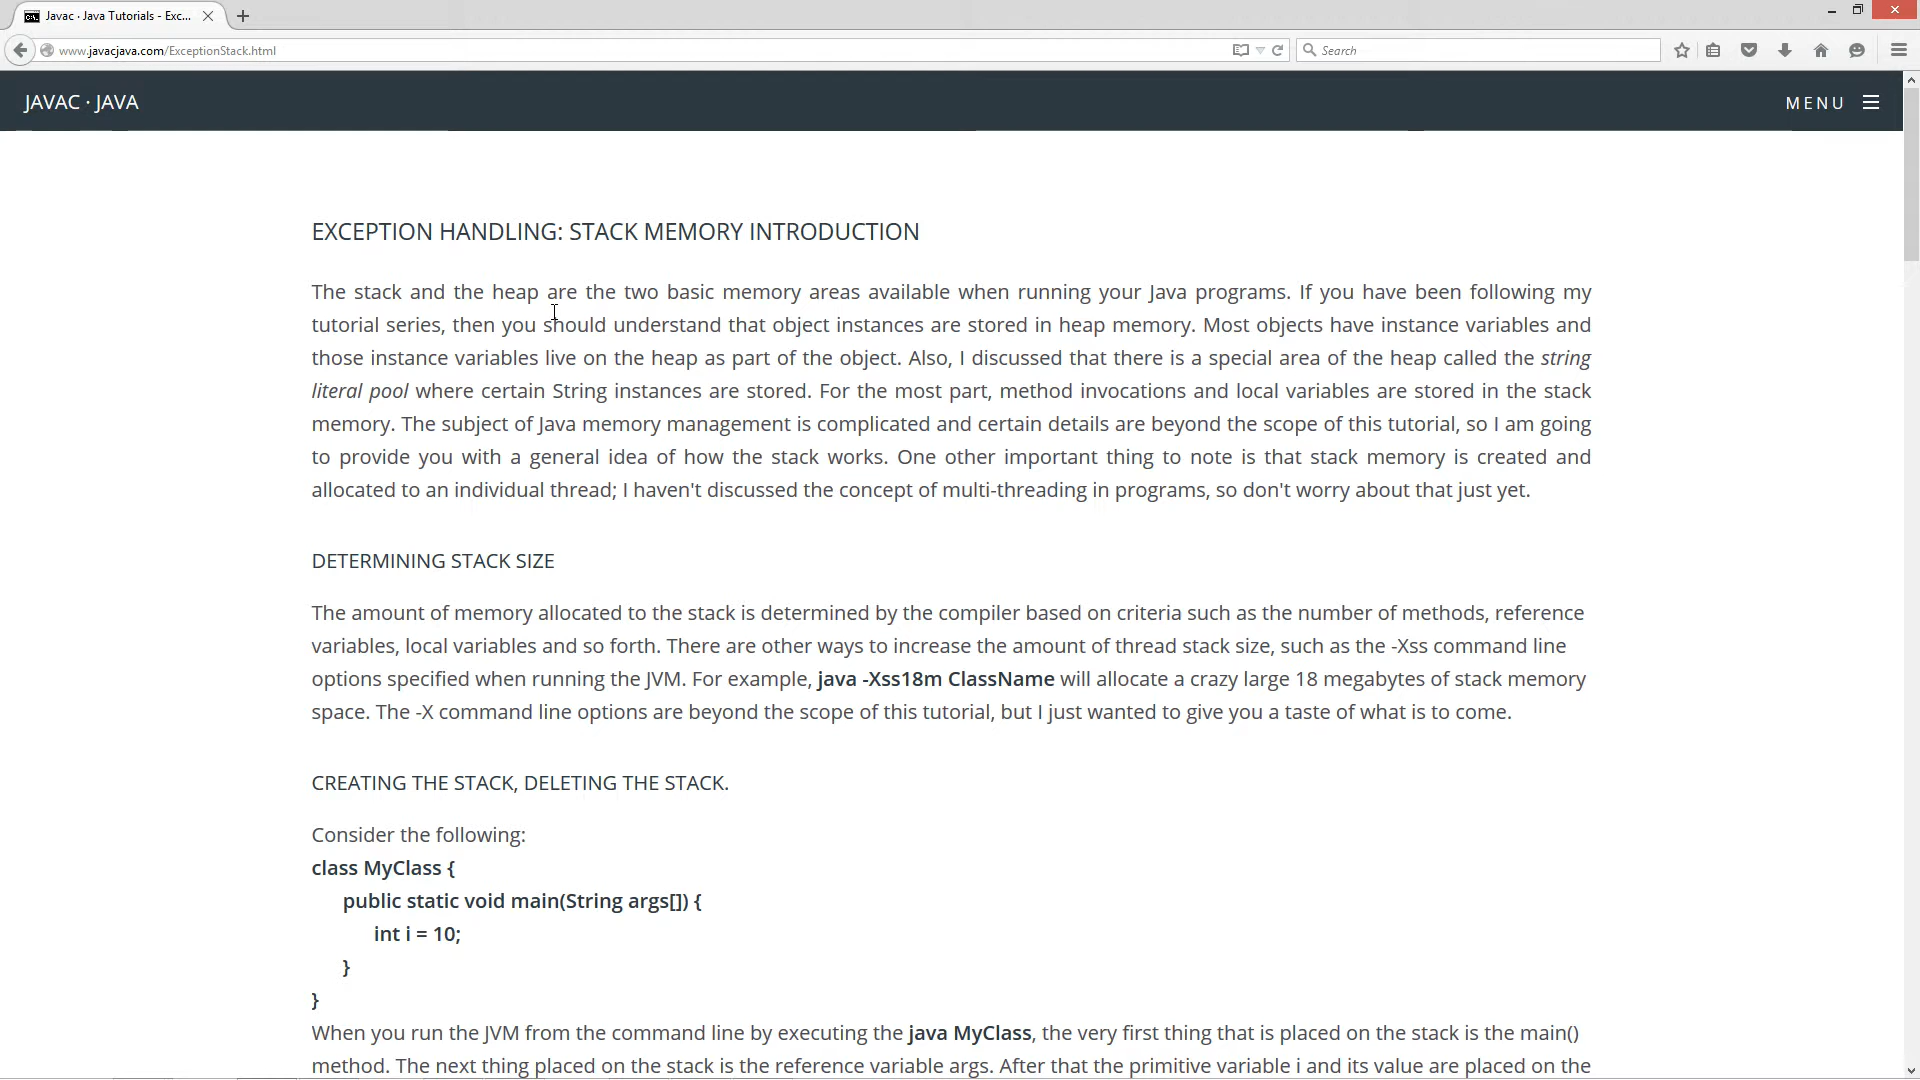 Javac · Java Tutorials - Exc...
www.javacjava.com/ExceptionStack.html
Search
JAVAC · JAVA
MENU
EXCEPTION HANDLING: STACK MEMORY INTRODUCTION
The stack and the heap are the two basic memory areas available when running your Java programs. If you have been following my
tutorial series, then you should understand that object instances are stored in heap memory. Most objects have instance variables and
those instance variables live on the heap as part of the object. Also, I discussed that there is a special area of the heap called the string
literal pool where certain String instances are stored. For the most part, method invocations and local variables are stored in the stack
memory. The subject of Java memory management is complicated and certain details are beyond the scope of this tutorial, so I am going
to provide you with a general idea of how the stack works. One other important thing to note is that stack memory is created and
allocated to an individual thread; I haven't discussed the concept of multi-threading in programs, so don't worry about that just yet.
DETERMINING STACK SIZE
The amount of memory allocated to the stack is determined by the compiler based on criteria such as the number of methods, reference
variables, local variables and so forth. There are other ways to increase the amount of thread stack size, such as the -Xss command line
options specified when running the JVM. For example, java -Xss18m ClassName will allocate a crazy large 18 megabytes of stack memory
space. The -X command line options are beyond the scope of this tutorial, but I just wanted to give you a taste of what is to come.
CREATING THE STACK, DELETING THE STACK.
Consider the following:
class MyClass {
public static void main(String args[]) {
int i = 10;
}
}
When you run the JVM from the command line by executing the java MyClass, the very first thing that is placed on the stack is the main()
method. The next thing placed on the stack is the reference variable args. After that the primitive variable i and its value are placed on the